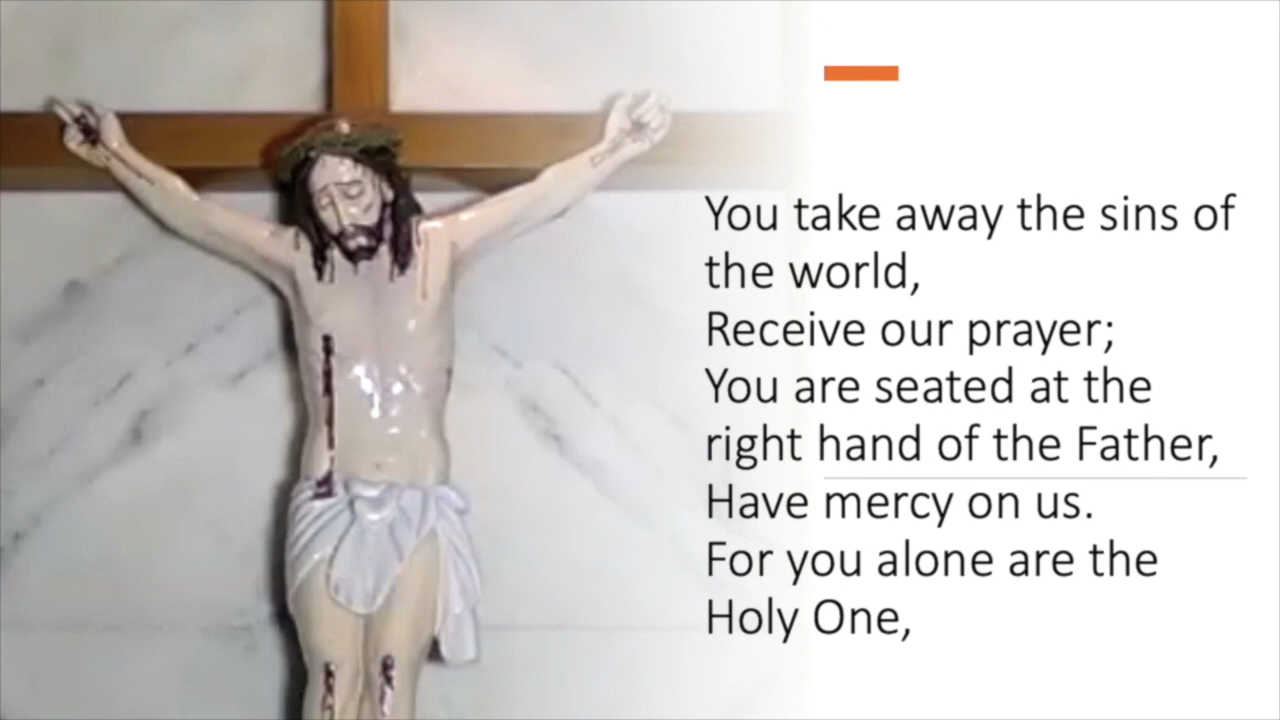 You take away the sins of
the world,
Receive our prayer;
You are seated at the
right hand of the Father,
Have mercy on us.
For you alone are the
Holy One,